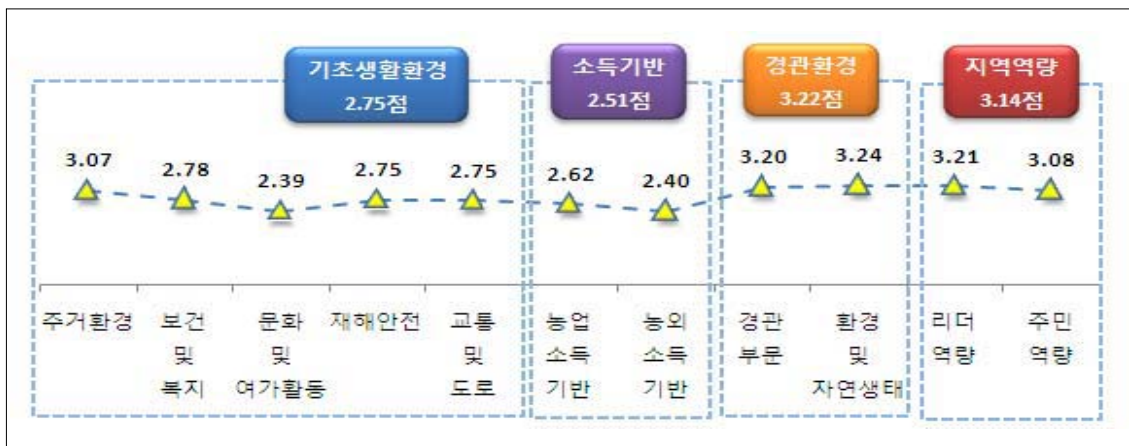 기초생활환경
2.75점
소득기반
2.51점
경관환경
3.22점
지역역량
3.14점
3.07
2.78
2.39
2.75
2.75
2.62
2.40
3.20
3.24
3.21
3.08
주거환경
보건
및
복지
문화
및
여가활동
재해안전
교통
및
도로
농업
소득
기반
농외
소득
기반
경관
부문
환경
및
자연생태
리더
역량
주민
역량